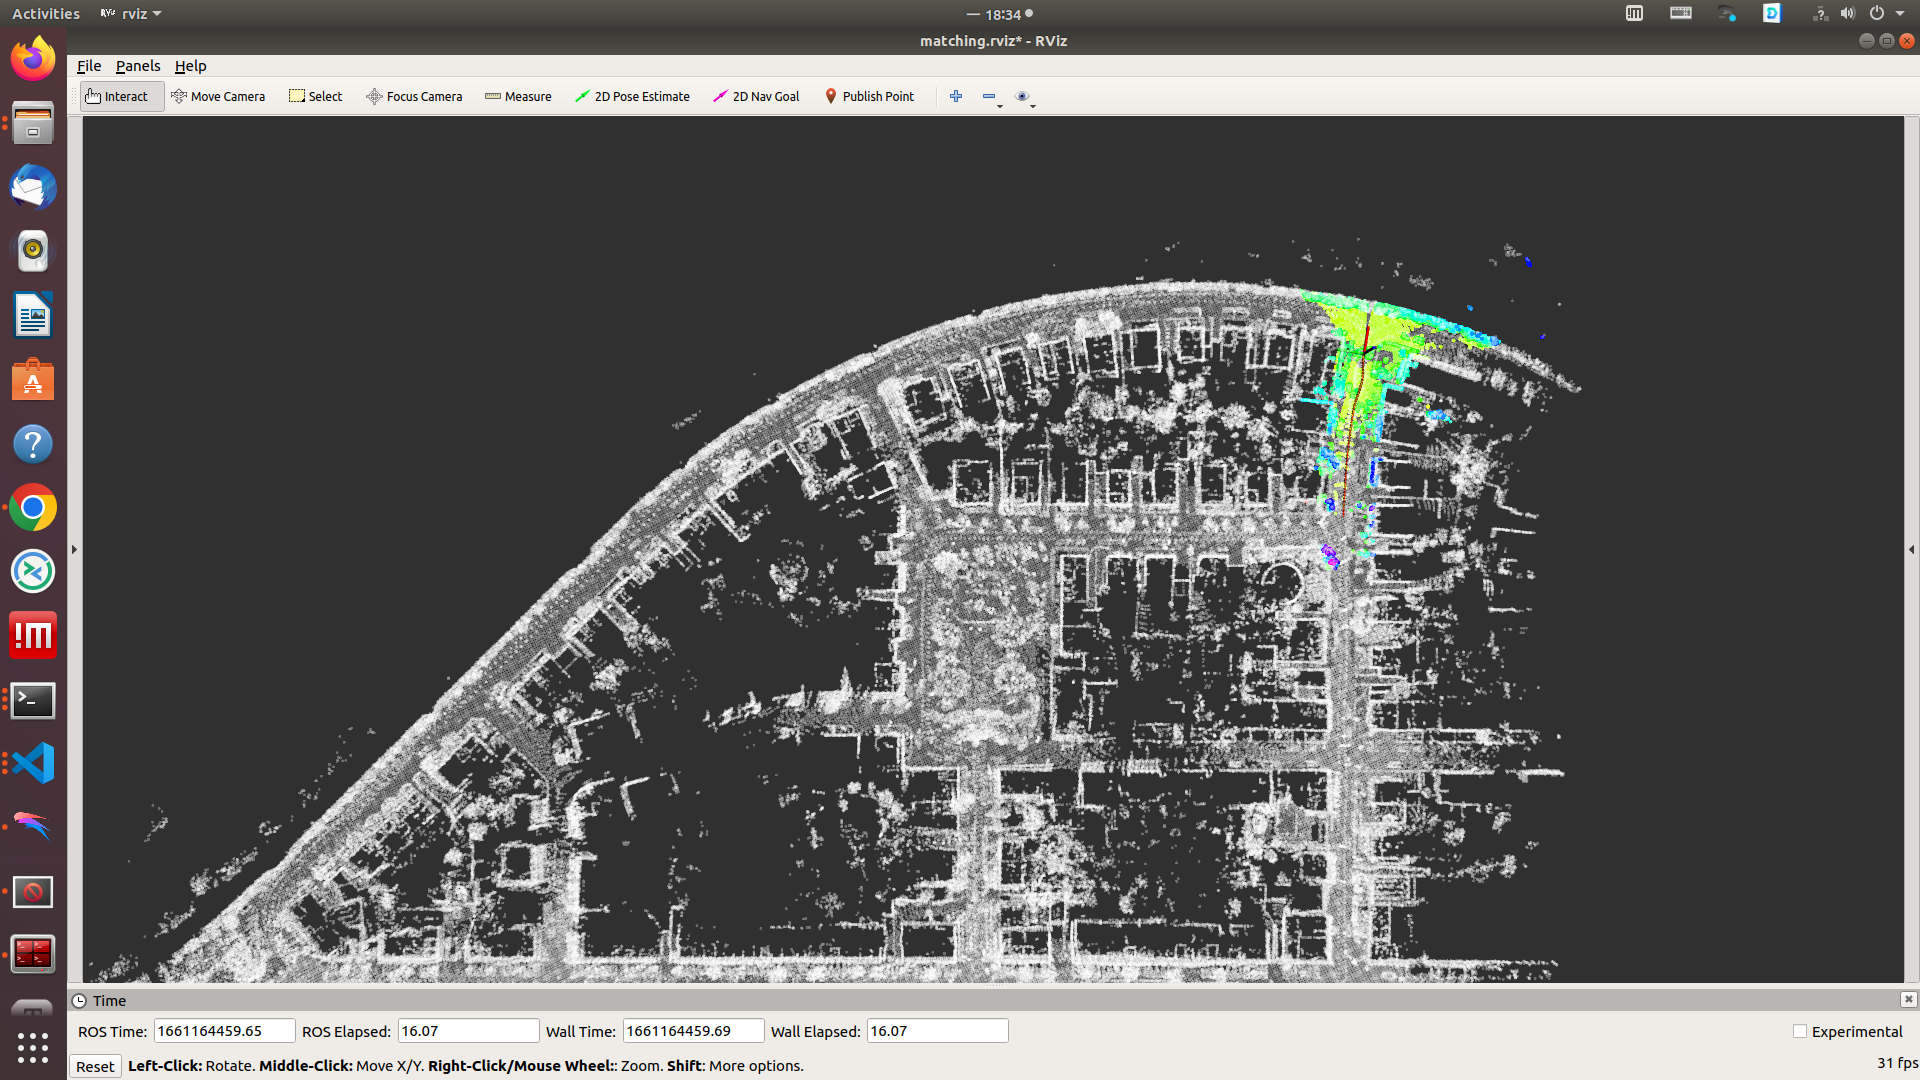 Activities RViz rviz 18:34
matching.rviz* - RViz
File Panels Help
Interact Move Camera Select Focus Camera Measure 2D Pose Estimate 2D Nav Goal Publish Point
Time
ROS Time: 1661164459.65 ROS Elapsed: 16.07 Wall Time: 1661164459.69 Wall Elapsed: 16.07 Experimental
Reset Left-Click: Rotate. Middle-Click: Move X/Y. Right-Click/Mouse Wheel:: Zoom. Shift: More options. 31 fps